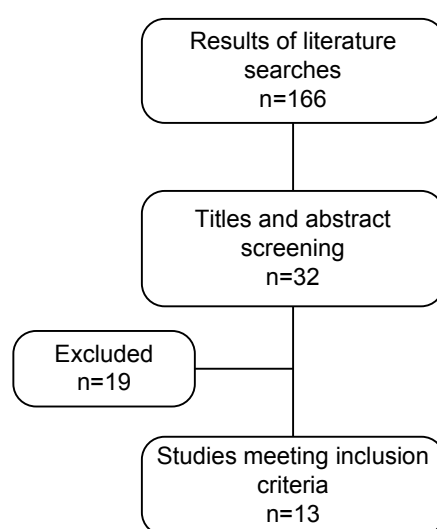 Results of literature
searches
n=166
Titles and abstract
screening
n=32
Excluded
n=19
Studies meeting inclusion
criteria
n=13